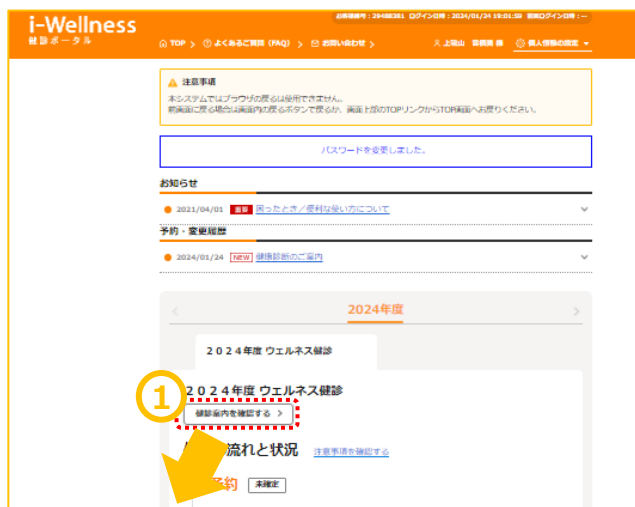 i-Wellness
健診ポータル
お客様番号：29488381 ログイン日時：2024/01/24 19:01:59 前回ログイン日時：--
TOP > よくあるご質問（FAQ） > お問い合わせ >
個人情報の設定
注意事項
本システムではブラウザの戻るは使用できません。
前画面に戻る場合は画面内の戻るボタンで戻るか、画面上部のTOPリンクからTOP画面へお戻りください。
パスワードを変更しました。
お知らせ
2021/04/01 重要 困ったとき／便利な使い方について
予約・変更履歴
2024/01/24 NEW 健康診断のご案内
< 2024年度 >
２０２４年度 ウェルネス健診
1
２０２４年度 ウェルネス健診
健診案内を確認する >
流れと状況 注意事項を確認する
予約 未確定